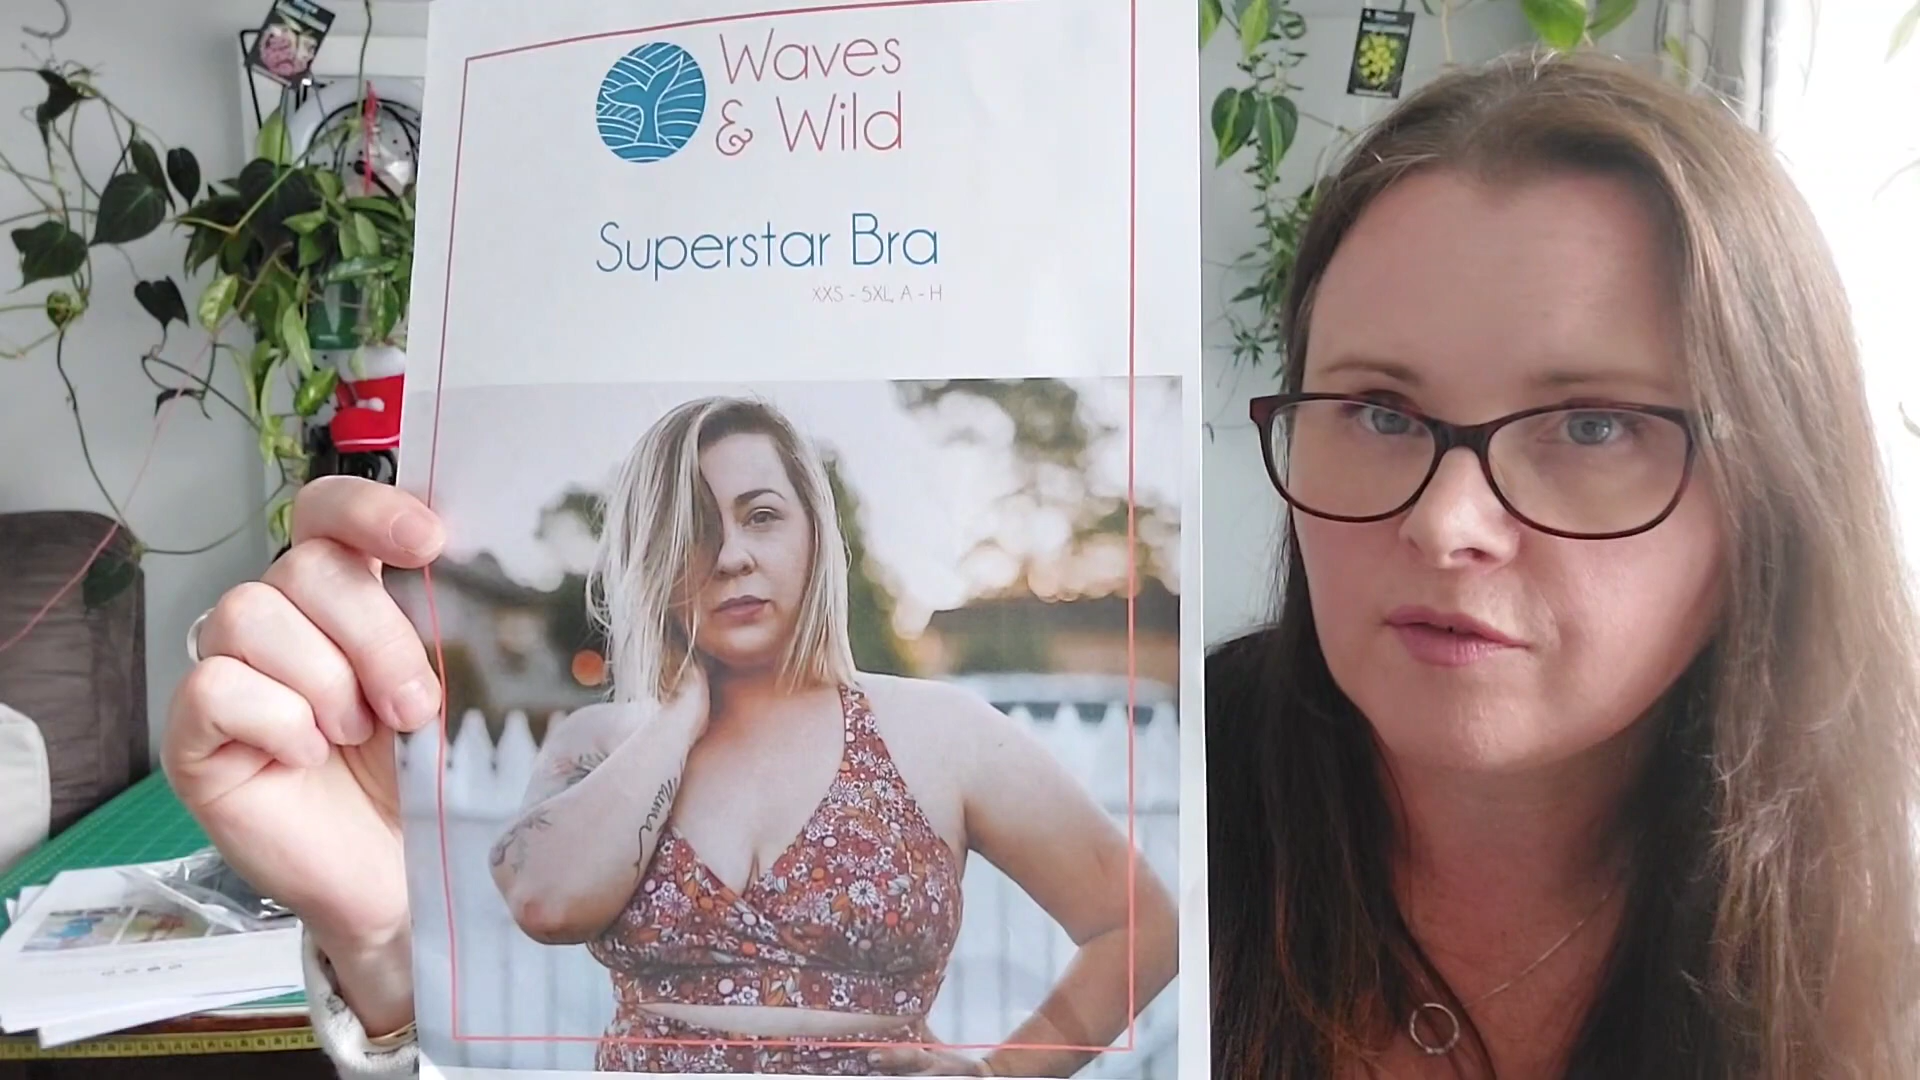 Waves
& Wild
Superstar Bra
XXS - 5XL, A - H